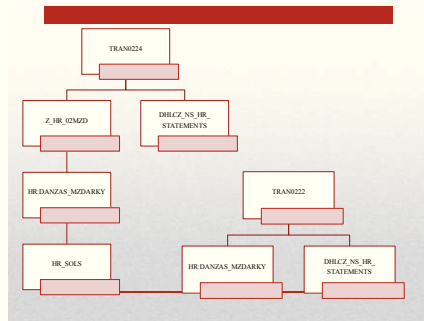 TRAN0224
Z_HR_02MZD
DHLCZ_NS_HR_
STATEMENTS
HR:DANZAS_MZDARKY
TRAN0222
HR_SOLS
HR:DANZAS_MZDARKY
DHLCZ_NS_HR_
STATEMENTS